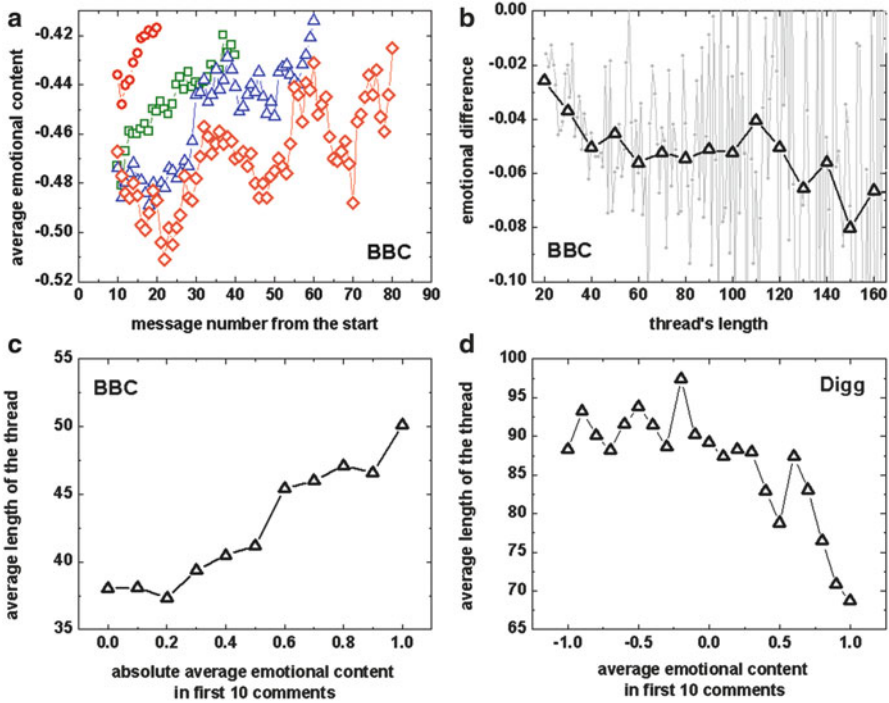 a
-0.42
-0.44
-0.46
-0.48
-0.50
-0.52
average emotional content
BBC
0 10 20 30 40 50 60 70 80 90
message number from the start
b
0.00
-0.02
-0.04
-0.06
-0.08
-0.10
emotional difference
BBC
20 40 60 80 100 120 140 160
thread's length
c
55
50
45
40
35
average length of the thread
BBC
0.0 0.2 0.4 0.6 0.8 1.0
absolute average emotional content
in first 10 comments
d
100
95
90
85
80
75
70
65
average length of the thread
Digg
-1.0 -0.5 0.0 0.5 1.0
average emotional content
in first 10 comments